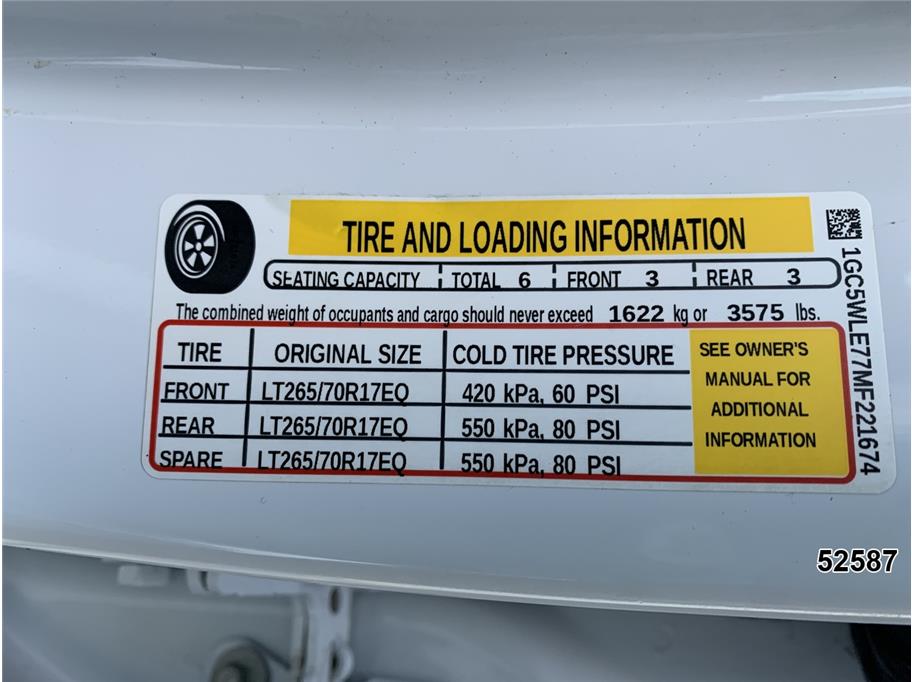 TIRE AND LOADING INFORMATION
SEATING CAPACITY TOTAL 6 FRONT 3 REAR 3
The combined weight of occupants and cargo should never exceed 1622 kg or 3575 lbs.
TIRE ORIGINAL SIZE COLD TIRE PRESSURE
FRONT LT265/70R17EQ 420 kPa, 60 PSI
REAR LT265/70R17EQ 550 kPa, 80 PSI
SPARE LT265/70R17EQ 550 kPa, 80 PSI
SEE OWNER'S
MANUAL FOR
ADDITIONAL
INFORMATION
1GC5WLE77MF221674
52587